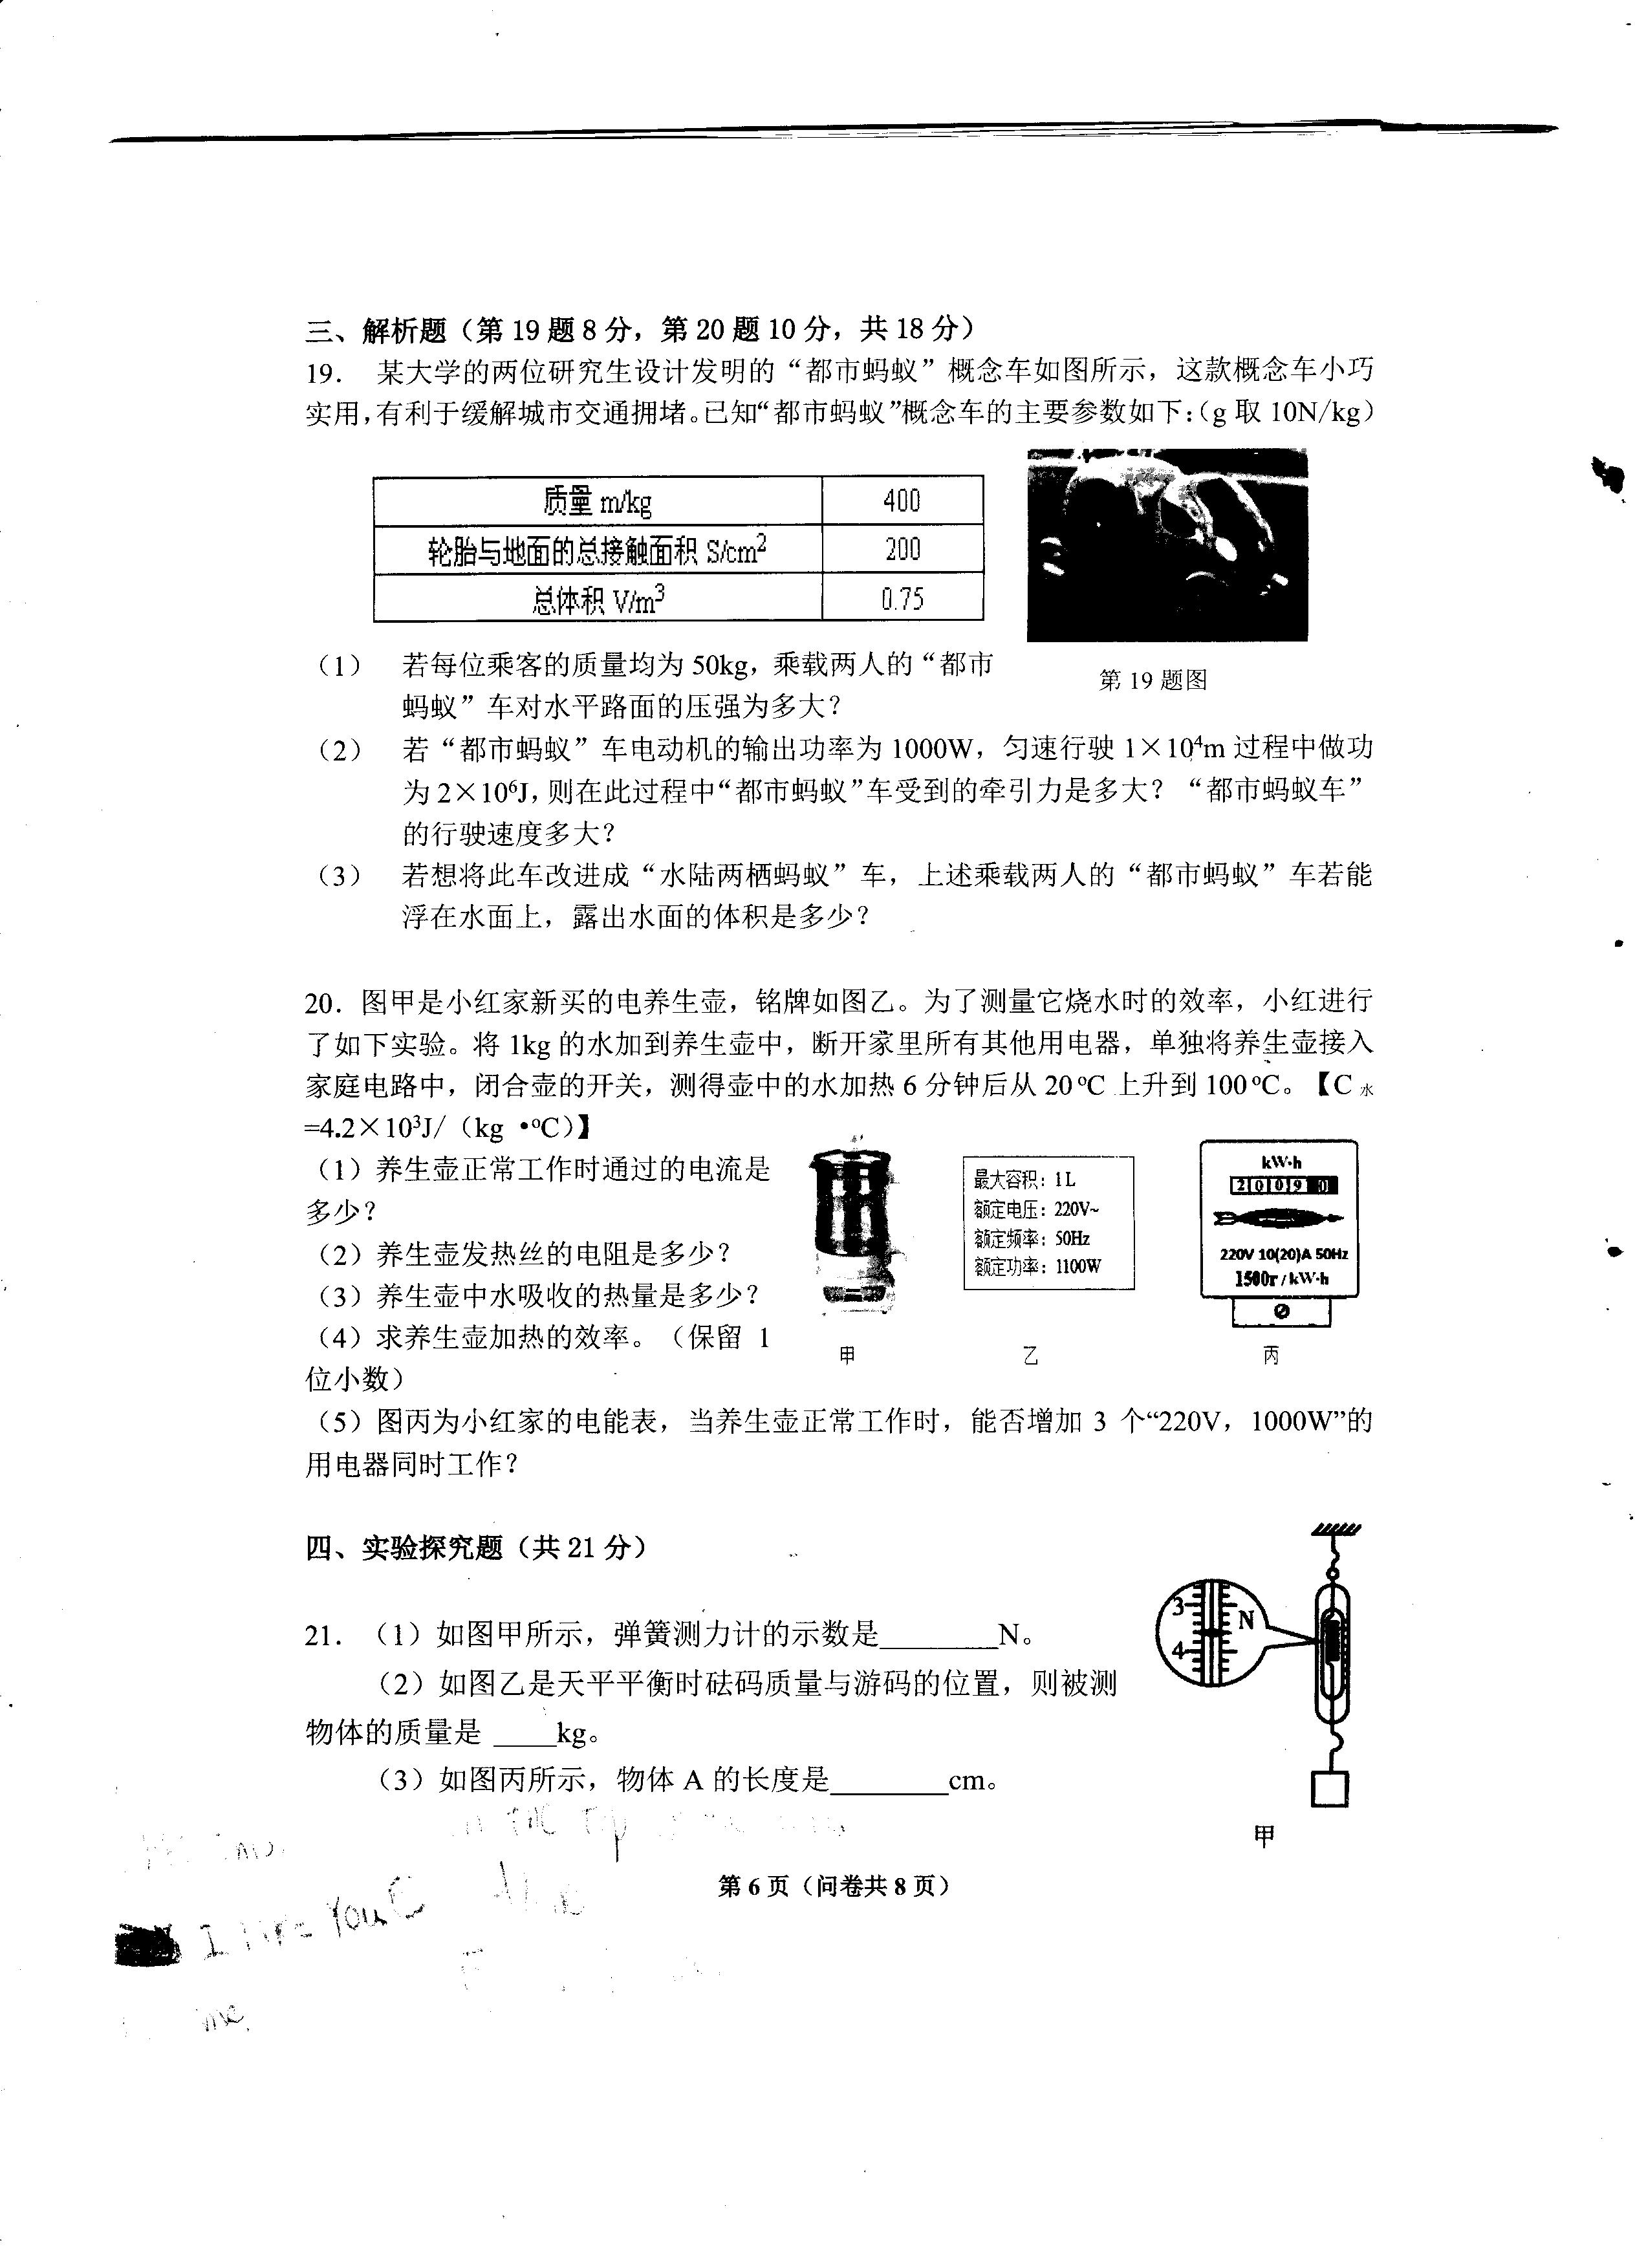 三、解析题（第 19 题 8 分，第 20 题 10 分，共 18 分）
19． 某大学的两位研究生设计发明的“都市蚂蚁”概念车如图所示，这款概念车小巧
实用，有利于缓解城市交通拥堵。已知“都市蚂蚁”概念车的主要参数如下：（g 取 10N/kg）
质量 m/kg 400
轮胎与地面的总接触面积 S/cm² 200
总体积 V/m³ 0.75
第 19 题图
（1） 若每位乘客的质量均为 50kg，乘载两人的“都市
蚂蚁”车对水平路面的压强为多大？
（2） 若“都市蚂蚁”车电动机的输出功率为 1000W，匀速行驶 1×10⁴m 过程中做功
为 2×10⁶J，则在此过程中“都市蚂蚁”车受到的牵引力是多大？“都市蚂蚁车”
的行驶速度多大？
（3） 若想将此车改进成“水陆两栖蚂蚁”车，上述乘载两人的“都市蚂蚁”车若能
浮在水面上，露出水面的体积是多少？
20．图甲是小红家新买的电养生壶，铭牌如图乙。为了测量它烧水时的效率，小红进行
了如下实验。将 1kg 的水加到养生壶中，断开家里所有其他用电器，单独将养生壶接入
家庭电路中，闭合壶的开关，测得壶中的水加热 6 分钟后从 20℃ 上升到 100℃。【C水
=4.2×10³J/（kg •℃）】
（1）养生壶正常工作时通过的电流是
多少？
（2）养生壶发热丝的电阻是多少？
（3）养生壶中水吸收的热量是多少？
（4）求养生壶加热的效率。（保留 1
位小数）
最大容积：1L
额定电压：220V~
额定频率：50Hz
额定功率：1100W
kW·h
2 0 0 9 0
220V 10(20)A 50Hz
1500r / kW·h
甲 乙 丙
（5）图丙为小红家的电能表，当养生壶正常工作时，能否增加 3 个“220V，1000W”的
用电器同时工作？
四、实验探究题（共 21 分）
21．（1）如图甲所示，弹簧测力计的示数是________N。
（2）如图乙是天平平衡时砝码质量与游码的位置，则被测
物体的质量是 ____kg。
（3）如图丙所示，物体 A 的长度是________cm。
3
N
4
甲
第 6 页（问卷共 8 页）
I
You
me.